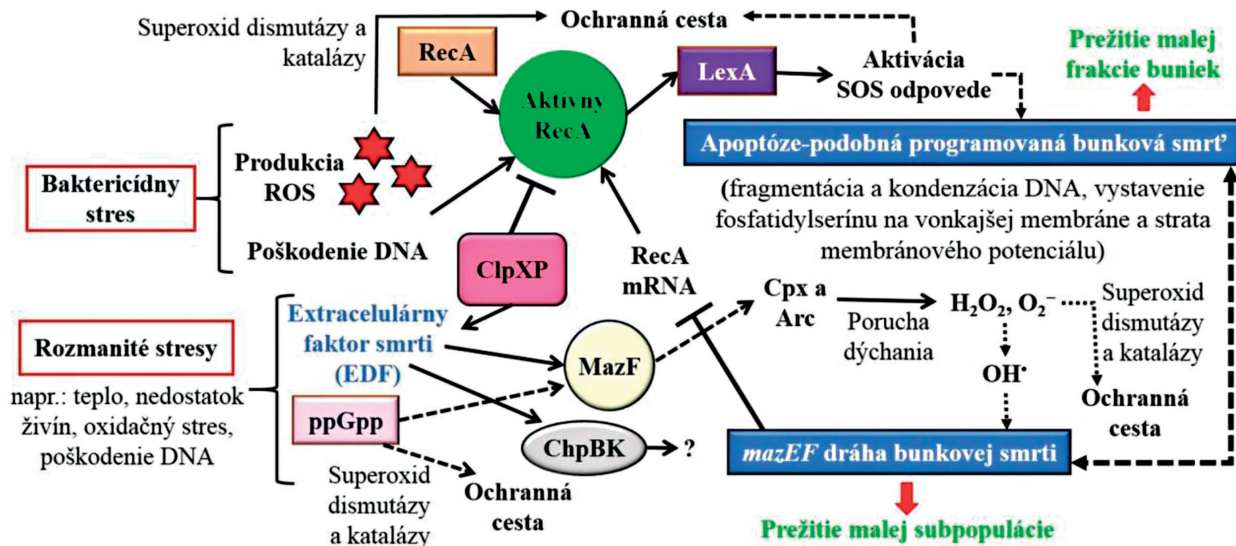 Superoxid dismutázy a
katalázy
Ochranná cesta
RecA
Aktívny
RecA
LexA
Aktivácia
SOS odpovede
Prežitie malej
frakcie buniek
Apoptóze-podobná programovaná bunková smrť
(fragmentácia a kondenzácia DNA, vystavenie
fosfatidylserínu na vonkajšej membráne a strata
membránového potenciálu)
Baktericídny
stres
Produkcia
ROS
Poškodenie DNA
ClpXP
RecA
mRNA
Rozmanité stresy
napr.: teplo, nedostatok
živín, oxidačný stres,
poškodenie DNA
Extracelulárny
faktor smrti
(EDF)
ppGpp
MazF
ChpBK
?
Superoxid
dismutázy
a katalázy
Ochranná
cesta
Cpx a
Arc
Porucha
dýchania
H₂O₂, O₂⁻
OH•
Superoxid
dismutázy
a katalázy
Ochranná
cesta
mazEF dráha bunkovej smrti
Prežitie malej subpopulácie